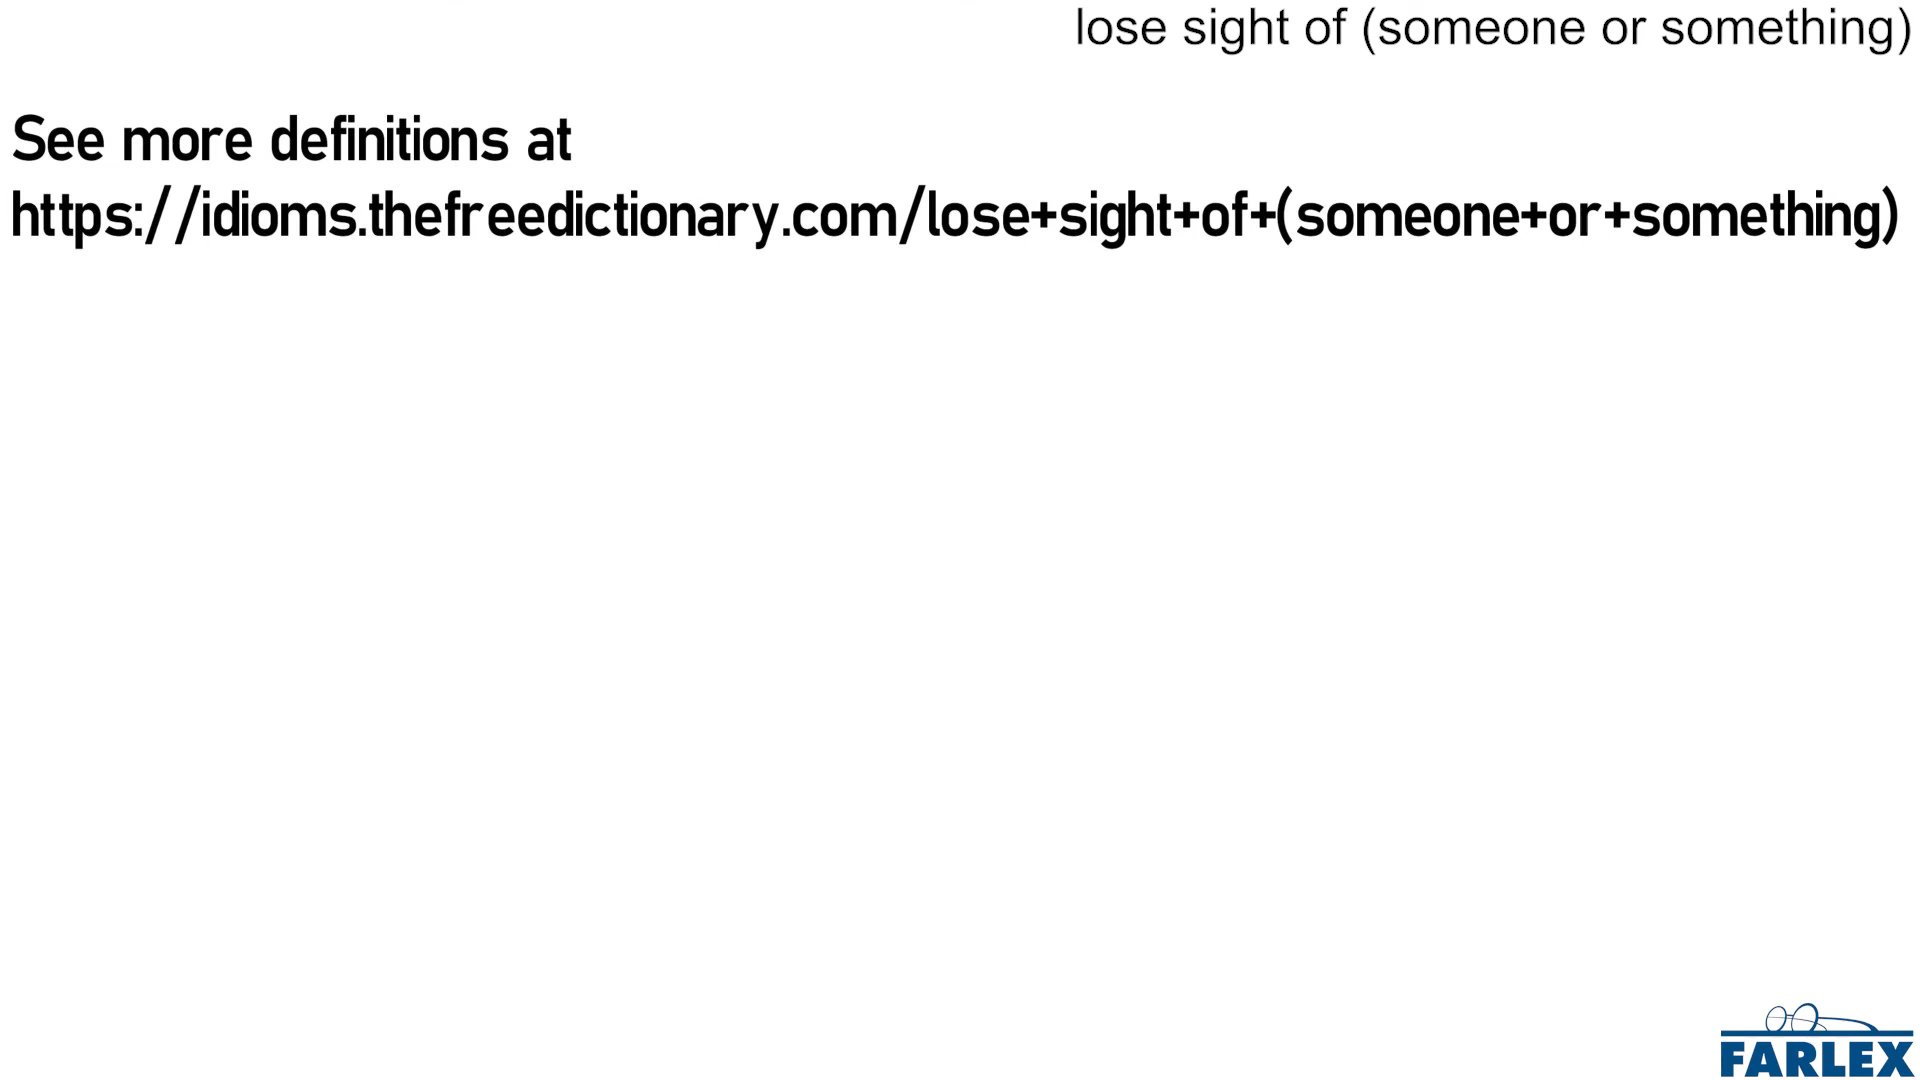 lose sight of (someone or something)
See more definitions at
https://idioms.thefreedictionary.com/lose+sight+of+(someone+or+something)
FARLEX